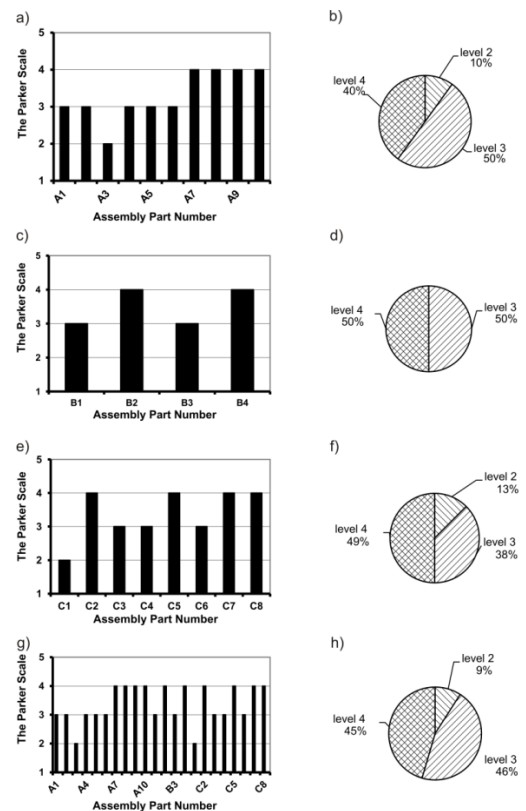 a)
The Parker Scale
5
4
3
2
1
A1
A3
A5
A7
A9
Assembly Part Number
b)
level 2
10%
level 4
40%
level 3
50%
c)
The Parker Scale
5
4
3
2
1
B1
B2
B3
B4
Assembly Part Number
d)
level 4
50%
level 3
50%
e)
The Parker Scale
5
4
3
2
1
C1
C2
C3
C4
C5
C6
C7
C8
Assembly Part Number
f)
level 2
13%
level 4
49%
level 3
38%
g)
The Parker Scale
5
4
3
2
1
A1
A4
A7
A10
B3
C2
C5
C8
Assembly Part Number
h)
level 2
9%
level 4
45%
level 3
46%